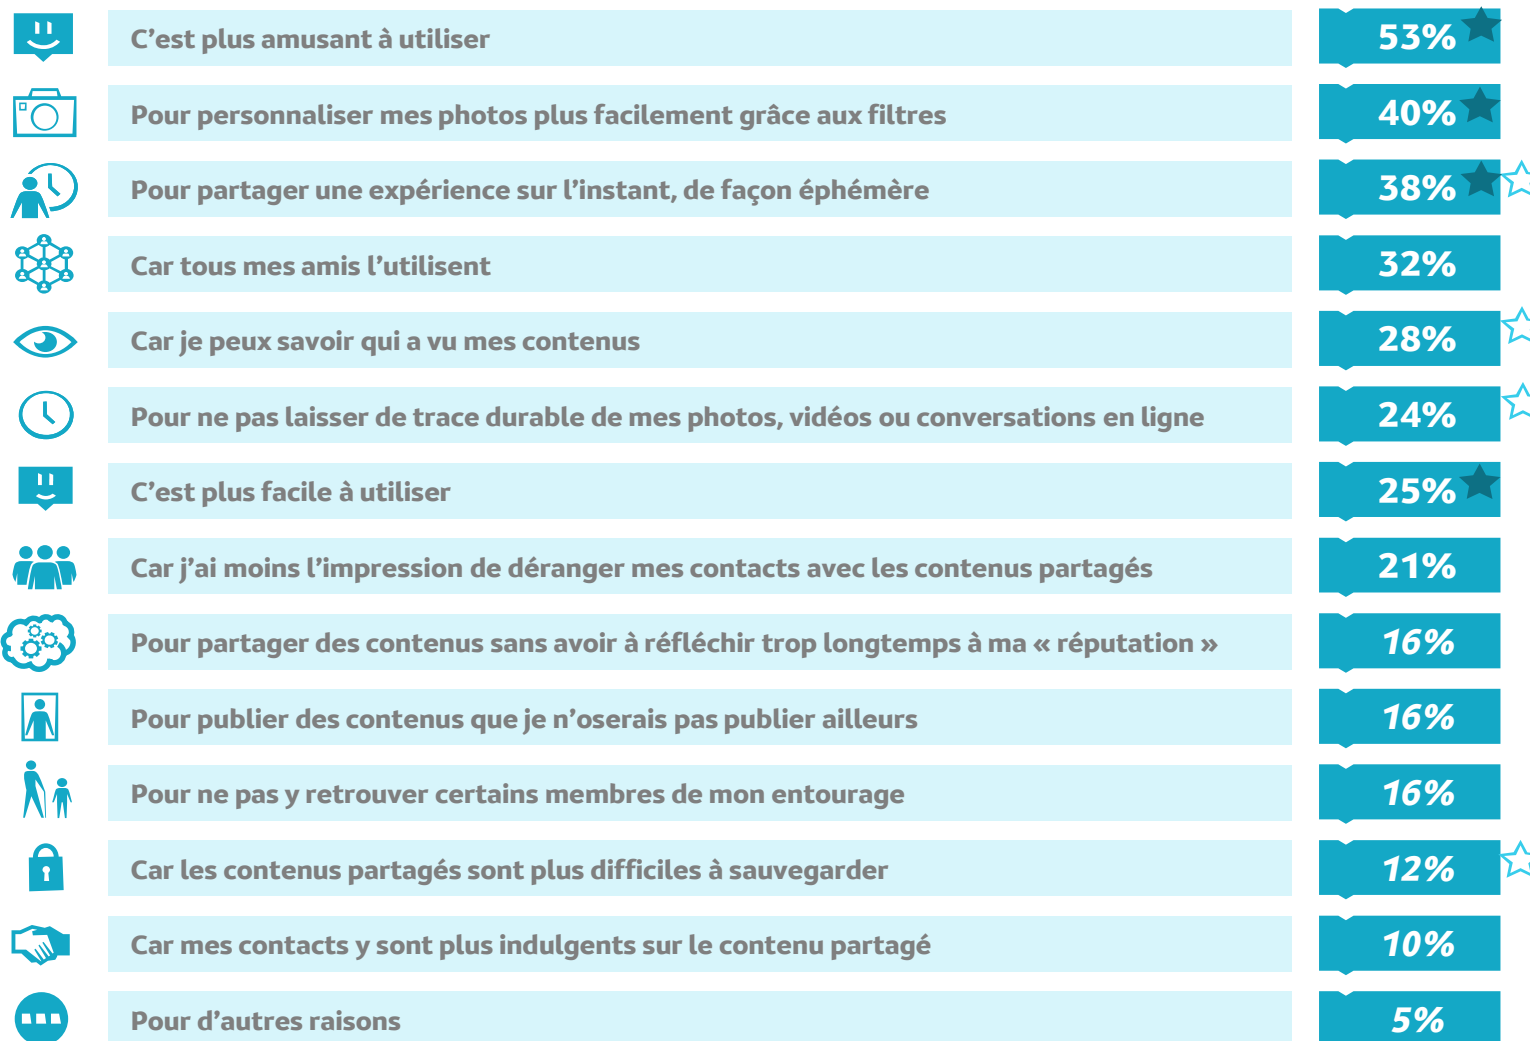 C’est plus amusant à utiliser 53%
Pour personnaliser mes photos plus facilement grâce aux filtres 40%
Pour partager une expérience sur l’instant, de façon éphémère 38%
Car tous mes amis l’utilisent 32%
Car je peux savoir qui a vu mes contenus 28%
Pour ne pas laisser de trace durable de mes photos, vidéos ou conversations en ligne 24%
C’est plus facile à utiliser 25%
Car j’ai moins l’impression de déranger mes contacts avec les contenus partagés 21%
Pour partager des contenus sans avoir à réfléchir trop longtemps à ma « réputation » 16%
Pour publier des contenus que je n’oserais pas publier ailleurs 16%
Pour ne pas y retrouver certains membres de mon entourage 16%
Car les contenus partagés sont plus difficiles à sauvegarder 12%
Car mes contacts y sont plus indulgents sur le contenu partagé 10%
Pour d’autres raisons 5%